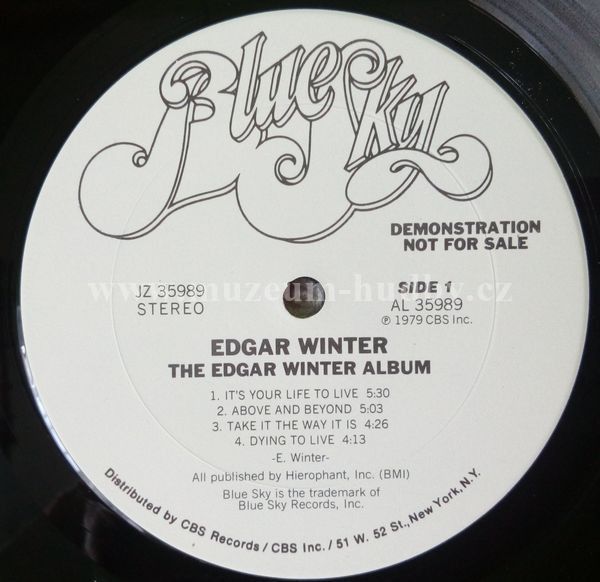 Blue Sky
DEMONSTRATION
NOT FOR SALE
JZ 35989
STEREO
SIDE 1
AL 35989
℗ 1979 CBS Inc.
www.muzeum-hudby.cz
EDGAR WINTER
THE EDGAR WINTER ALBUM
1. IT'S YOUR LIFE TO LIVE 5:30
2. ABOVE AND BEYOND 5:03
3. TAKE IT THE WAY IT IS 4:26
4. DYING TO LIVE 4:13
-E. Winter-
All published by Hierophant, Inc. (BMI)
Blue Sky is the trademark of
Blue Sky Records, Inc.
Distributed by CBS Records / CBS Inc. / 51 W. 52 St., New York, N.Y.